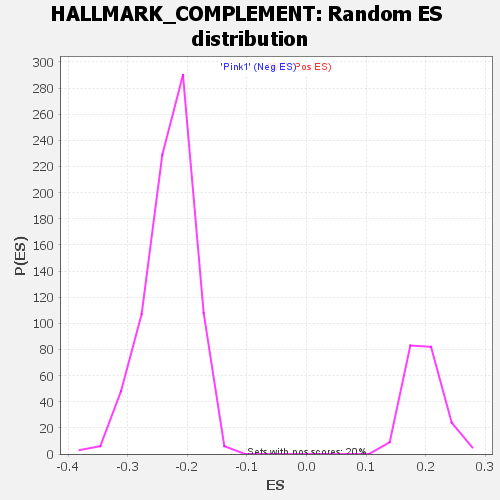 HALLMARK_COMPLEMENT: Random ES
distribution
'Pink1' (Neg ES) Pos ES)
300
280
260
240
220
200
180
160
140
120
100
80
60
40
20
0
P(ES)
Sets with pos scores: 20%
-0.4 -0.3 -0.2 -0.1 0.0 0.1 0.2 0.3
ES